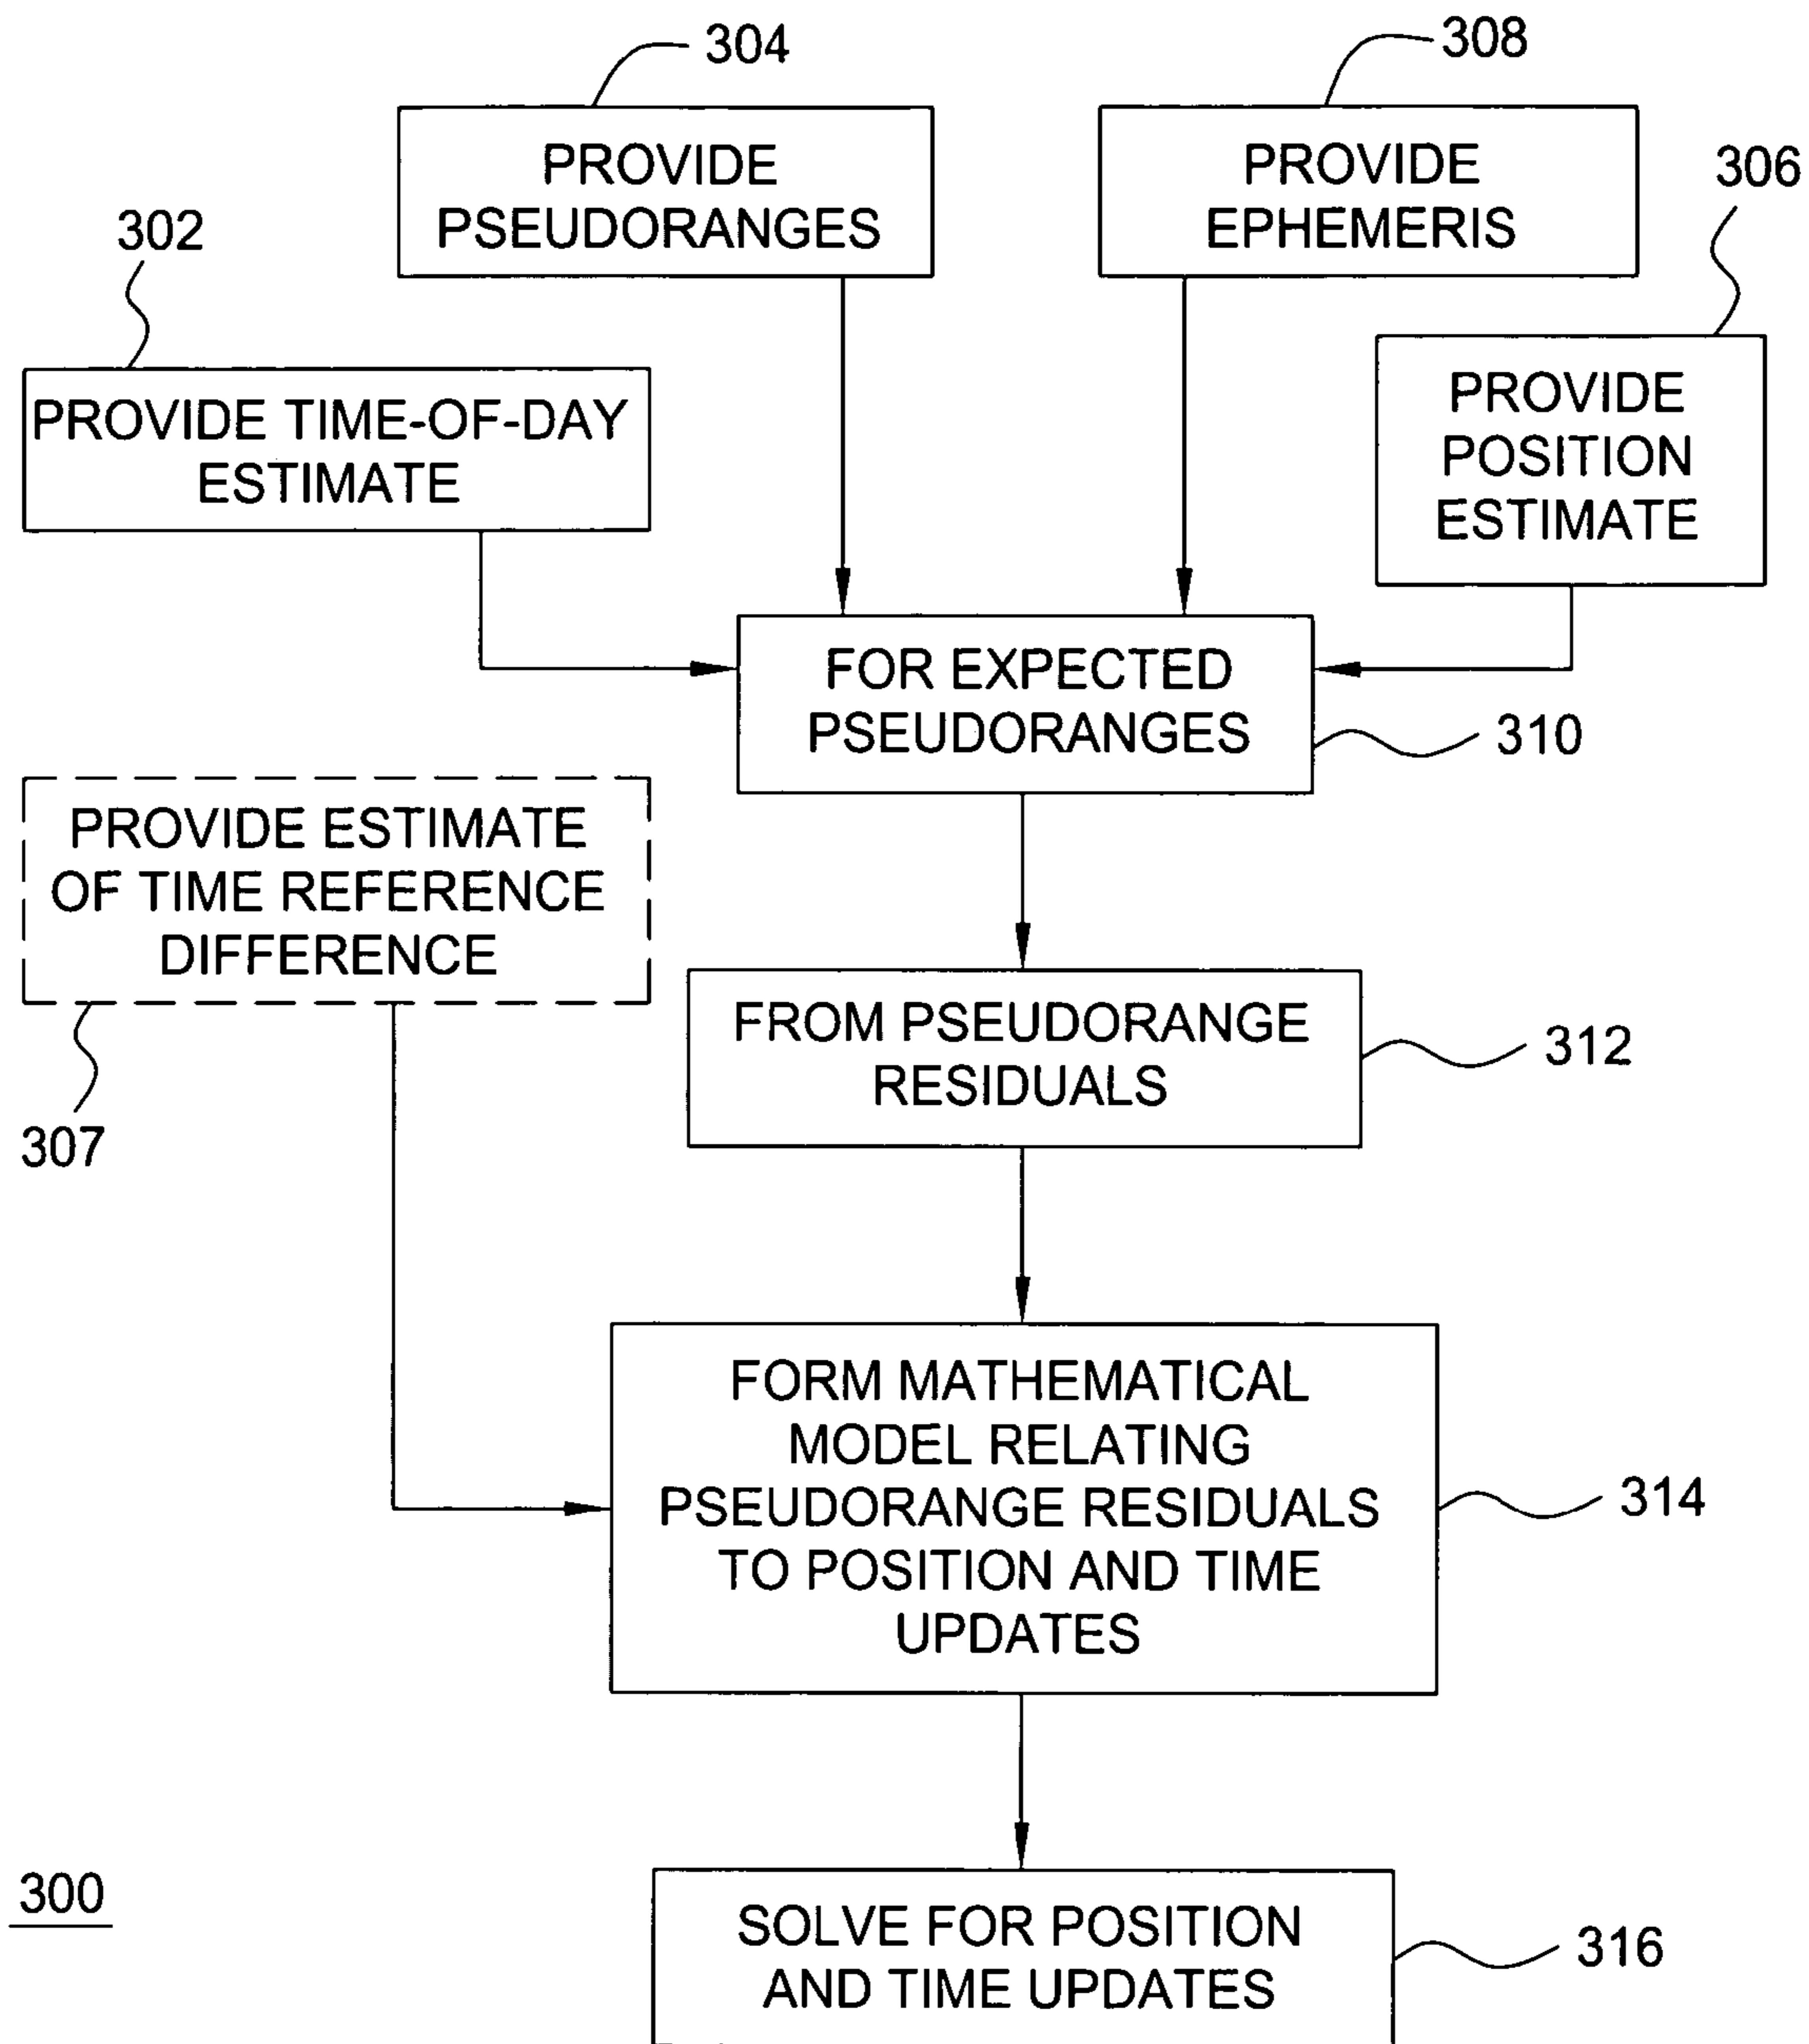 304
308
PROVIDE
PSEUDORANGES
PROVIDE
EPHEMERIS
306
302
PROVIDE TIME-OF-DAY
ESTIMATE
PROVIDE
POSITION
ESTIMATE
FOR EXPECTED
PSEUDORANGES
310
PROVIDE ESTIMATE
OF TIME REFERENCE
DIFFERENCE
307
FROM PSEUDORANGE
RESIDUALS
312
FORM MATHEMATICAL
MODEL RELATING
PSEUDORANGE RESIDUALS
TO POSITION AND TIME
UPDATES
314
300
SOLVE FOR POSITION
AND TIME UPDATES
316